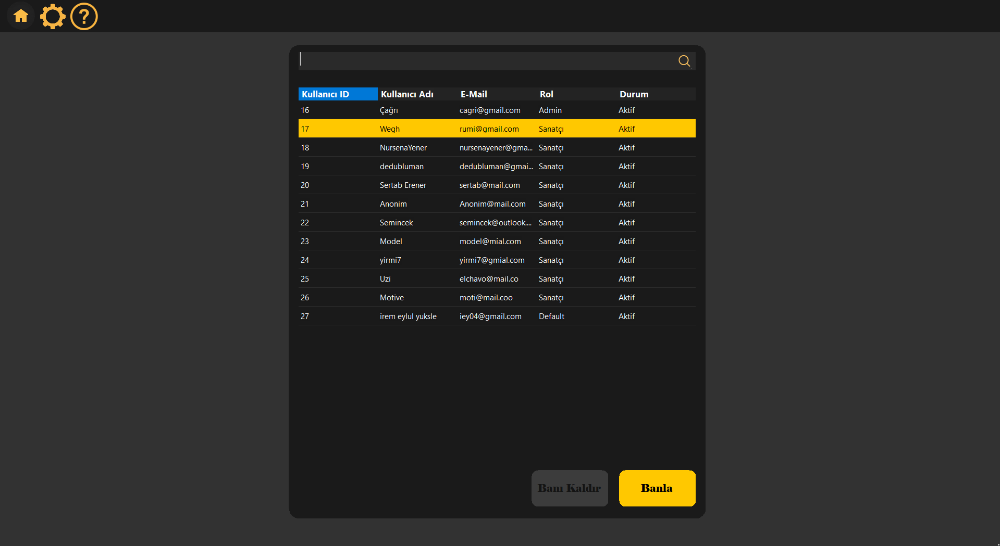 ?
Kullanıcı ID Kullanıcı Adı E-Mail Rol Durum
16 Çağrı cagri@gmail.com Admin Aktif
17 Wegh rumi@gmail.com Sanatçı Aktif
18 NursenaYener nursenayener@gma... Sanatçı Aktif
19 dedubluman dedubluman@gmai... Sanatçı Aktif
20 Sertab Erener sertab@mail.com Sanatçı Aktif
21 Anonim Anonim@mail.com Sanatçı Aktif
22 Semincek semincek@outlook.... Sanatçı Aktif
23 Model model@mial.com Sanatçı Aktif
24 yirmi7 yirmi7@gmial.com Sanatçı Aktif
25 Uzi elchavo@mail.co Sanatçı Aktif
26 Motive moti@mail.coo Sanatçı Aktif
27 irem eylul yuksle iey04@gmail.com Default Aktif
Banı Kaldır Banla